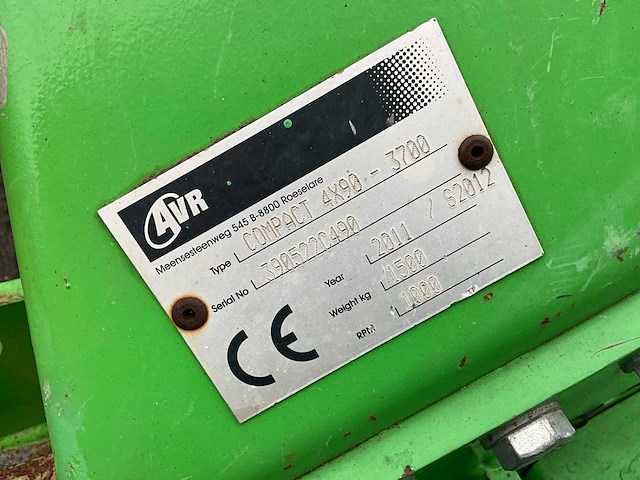 AVR
Meensesteenweg 545 B-8800 Roeselare
Type COMPACT 4X90 - 3700
Serial No 390522C490
Year 2011 / S2012
Weight kg 1500
RPM 1000
CE